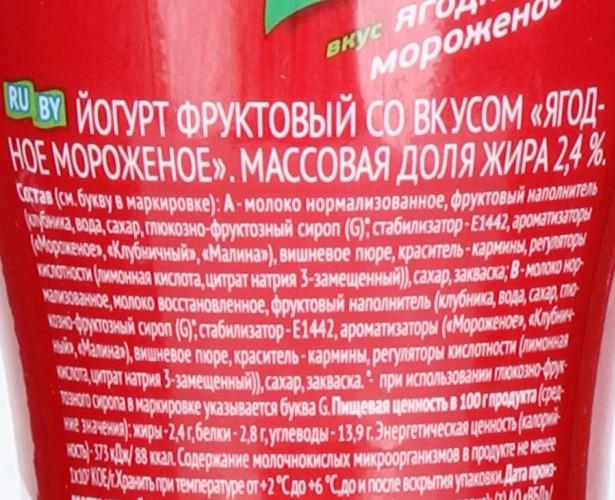 вкус ягодн
мороженое
RU BY ЙОГУРТ ФРУКТОВЫЙ СО ВКУСОМ «ЯГОД-
НОЕ МОРОЖЕНОЕ». МАССОВАЯ ДОЛЯ ЖИРА 2,4 %.
Состав (см. букву в маркировке): А - молоко нормализованное, фруктовый наполнитель
(клубника, вода, сахар, глюкозно-фруктозный сироп (G)*, стабилизатор - Е1442, ароматизаторы
(«Мороженое», «Клубничный», «Малина»), вишневое пюре, краситель - кармины, регуляторы
кислотности (лимонная кислота, цитрат натрия 3-замещенный)), сахар, закваска; В - молоко нор-
мализованное, молоко восстановленное, фруктовый наполнитель (клубника, вода, сахар, глю-
козно-фруктозный сироп (G)*, стабилизатор - Е1442, ароматизаторы («Мороженое», «Клубнич-
ный», «Малина»), вишневое пюре, краситель - кармины, регуляторы кислотности (лимонная
кислота, цитрат натрия 3-замещенный)), сахар, закваска. *- при использовании глюкозно-фрук-
тозного сиропа в маркировке указывается буква G. Пищевая ценность в 100 г продукта (сред-
ние значения): жиры - 2,4 г, белки - 2,8 г, углеводы - 13,9 г. Энергетическая ценность (калорий-
ность) - 373 кДж/ 88 ккал. Содержание молочнокислых микроорганизмов в продукте не менее
1х10⁷ КОЕ/г. Хранить при температуре от +2 °С до +6 °С, до и после вскрытия упаковки. Дата произ-